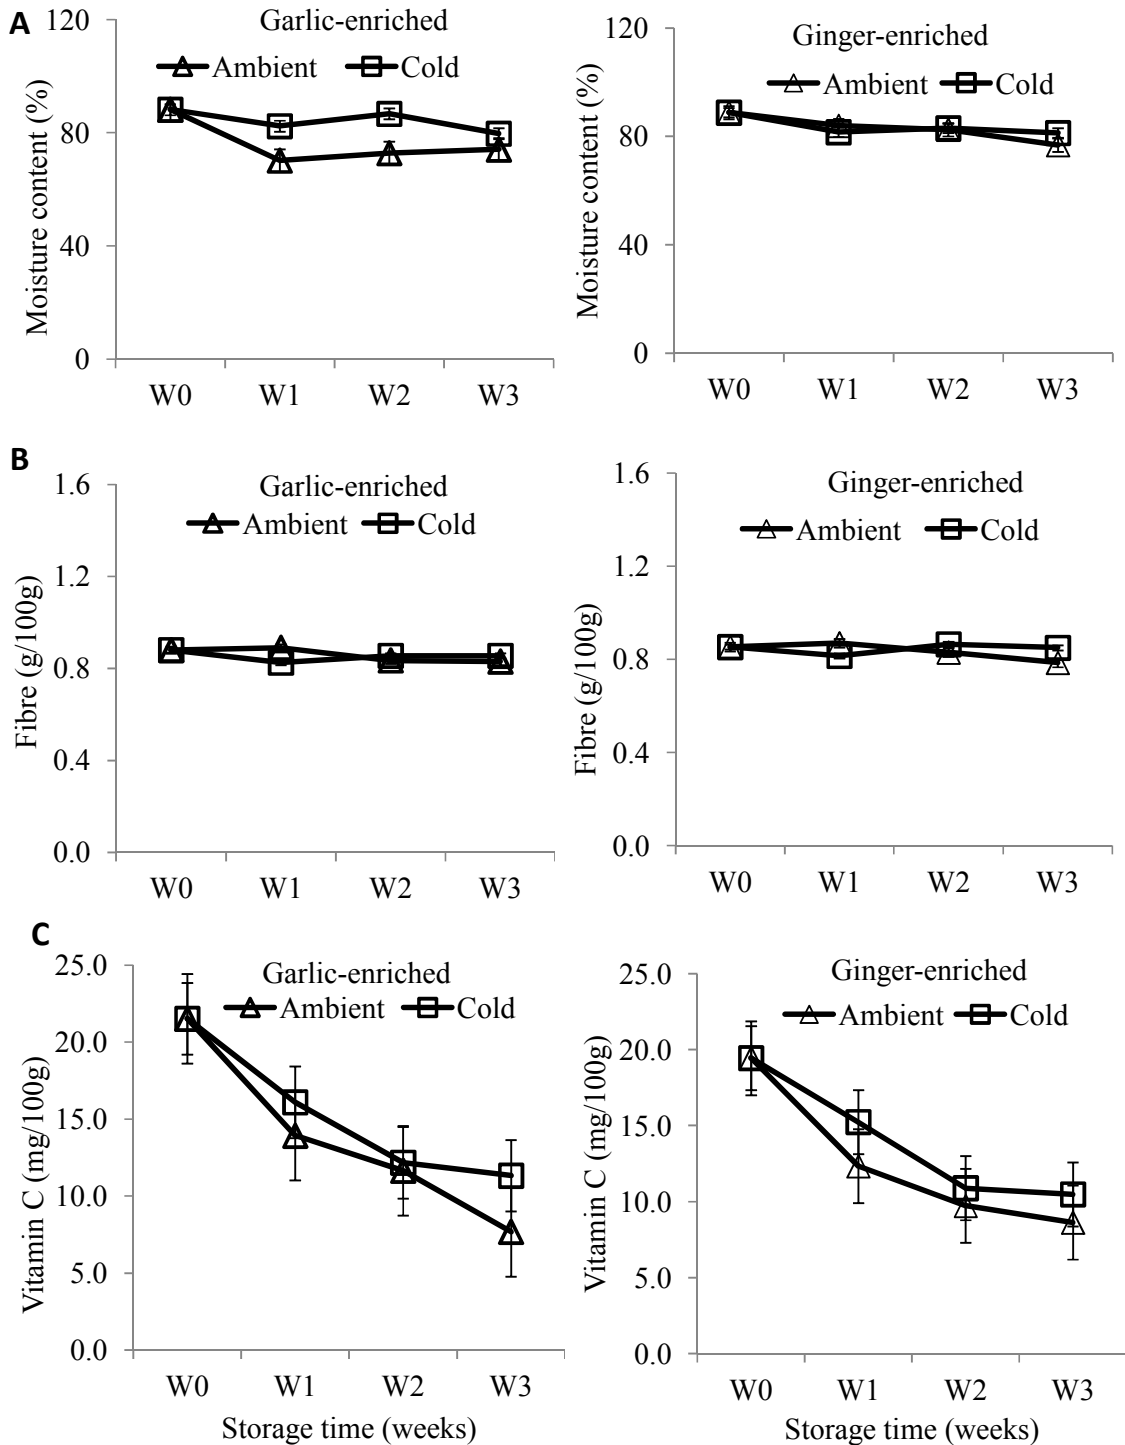 A
Garlic-enriched
Ambient Cold
Moisture content (%)
120
80
40
0
W0 W1 W2 W3
Ginger-enriched
Ambient Cold
Moisture content (%)
120
80
40
0
W0 W1 W2 W3
B
Garlic-enriched
Ambient Cold
Fibre (g/100g)
1.6
1.2
0.8
0.4
0.0
W0 W1 W2 W3
Ginger-enriched
Ambient Cold
Fibre (g/100g)
1.6
1.2
0.8
0.4
0.0
W0 W1 W2 W3
C
Garlic-enriched
Ambient Cold
Vitamin C (mg/100g)
25.0
20.0
15.0
10.0
5.0
0.0
W0 W1 W2 W3
Storage time (weeks)
Ginger-enriched
Ambient Cold
Vitamin C (mg/100g)
25.0
20.0
15.0
10.0
5.0
0.0
W0 W1 W2 W3
Storage time (weeks)